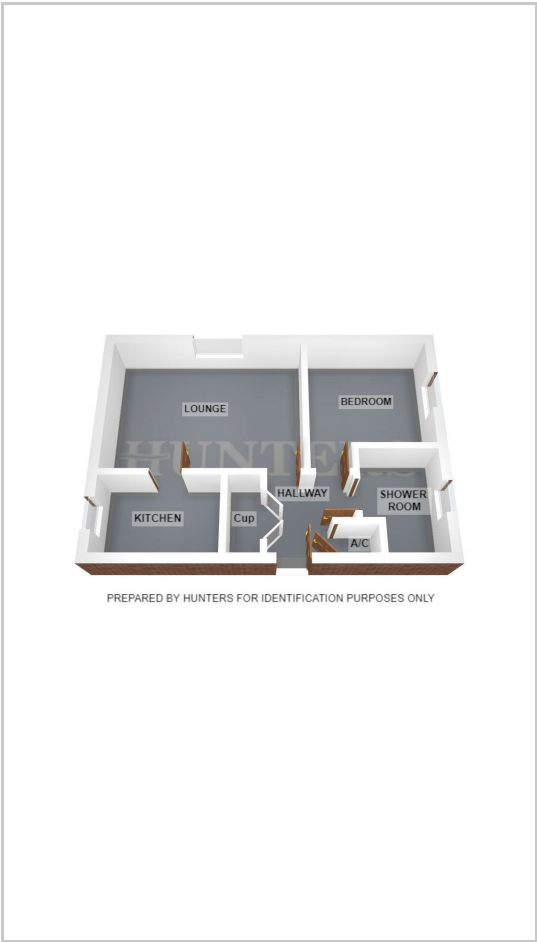 LOUNGE
BEDROOM
HUNTERS
HALLWAY
SHOWER
ROOM
KITCHEN
Cup
A/C
PREPARED BY HUNTERS FOR IDENTIFICATION PURPOSES ONLY